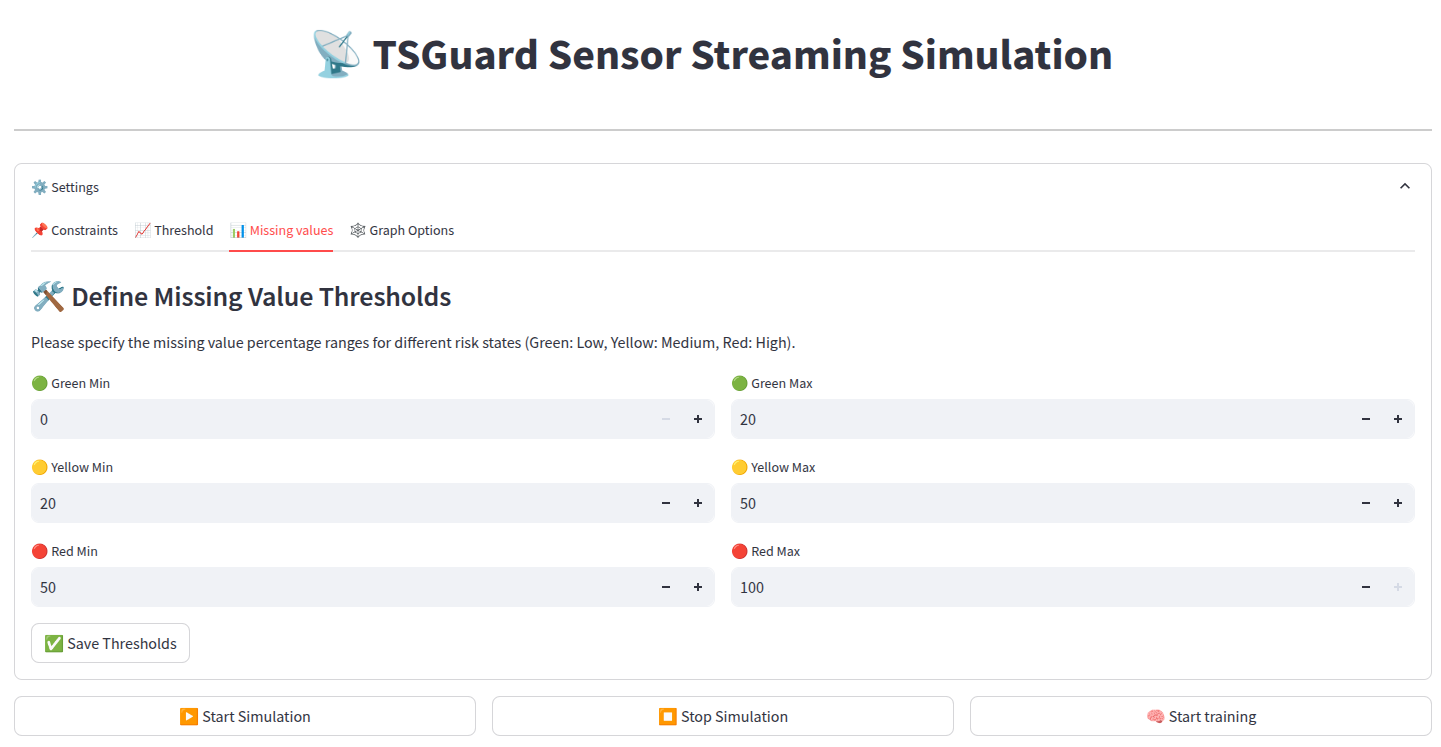 TSGuard Sensor Streaming Simulation
Settings
Constraints Threshold Missing values Graph Options
Define Missing Value Thresholds
Please specify the missing value percentage ranges for different risk states (Green: Low, Yellow: Medium, Red: High).
Green Min Green Max
0 − + 20 − +
Yellow Min Yellow Max
20 − + 50 − +
Red Min Red Max
50 − + 100 − +
Save Thresholds
Start Simulation Stop Simulation Start training